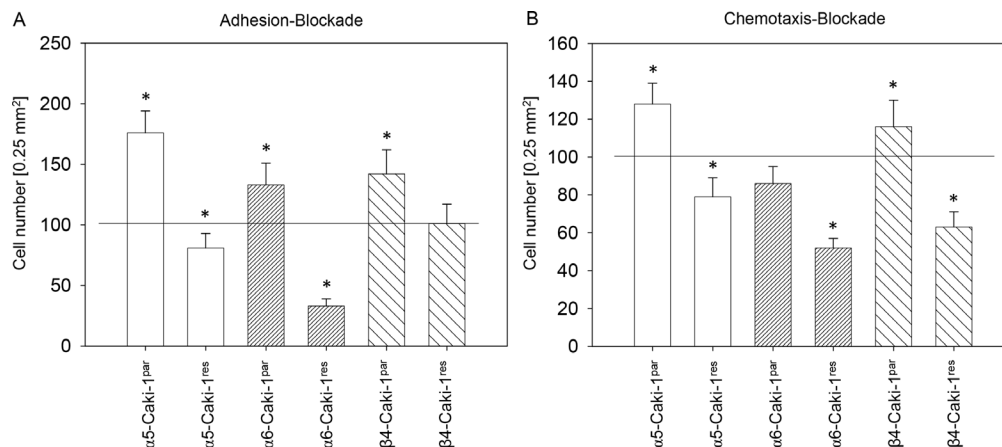 A
Adhesion-Blockade
Cell number [0.25 mm²]
250
200
150
100
50
0
*
*
*
*
*
α5-Caki-1ᵖᵃʳ
α5-Caki-1ʳᵉˢ
α6-Caki-1ᵖᵃʳ
α6-Caki-1ʳᵉˢ
β4-Caki-1ᵖᵃʳ
β4-Caki-1ʳᵉˢ
B
Chemotaxis-Blockade
Cell number [0.25 mm²]
160
140
120
100
80
60
40
20
0
*
*
*
*
*
α5-Caki-1ᵖᵃʳ
α5-Caki-1ʳᵉˢ
α6-Caki-1ᵖᵃʳ
α6-Caki-1ʳᵉˢ
β4-Caki-1ᵖᵃʳ
β4-Caki-1ʳᵉˢ